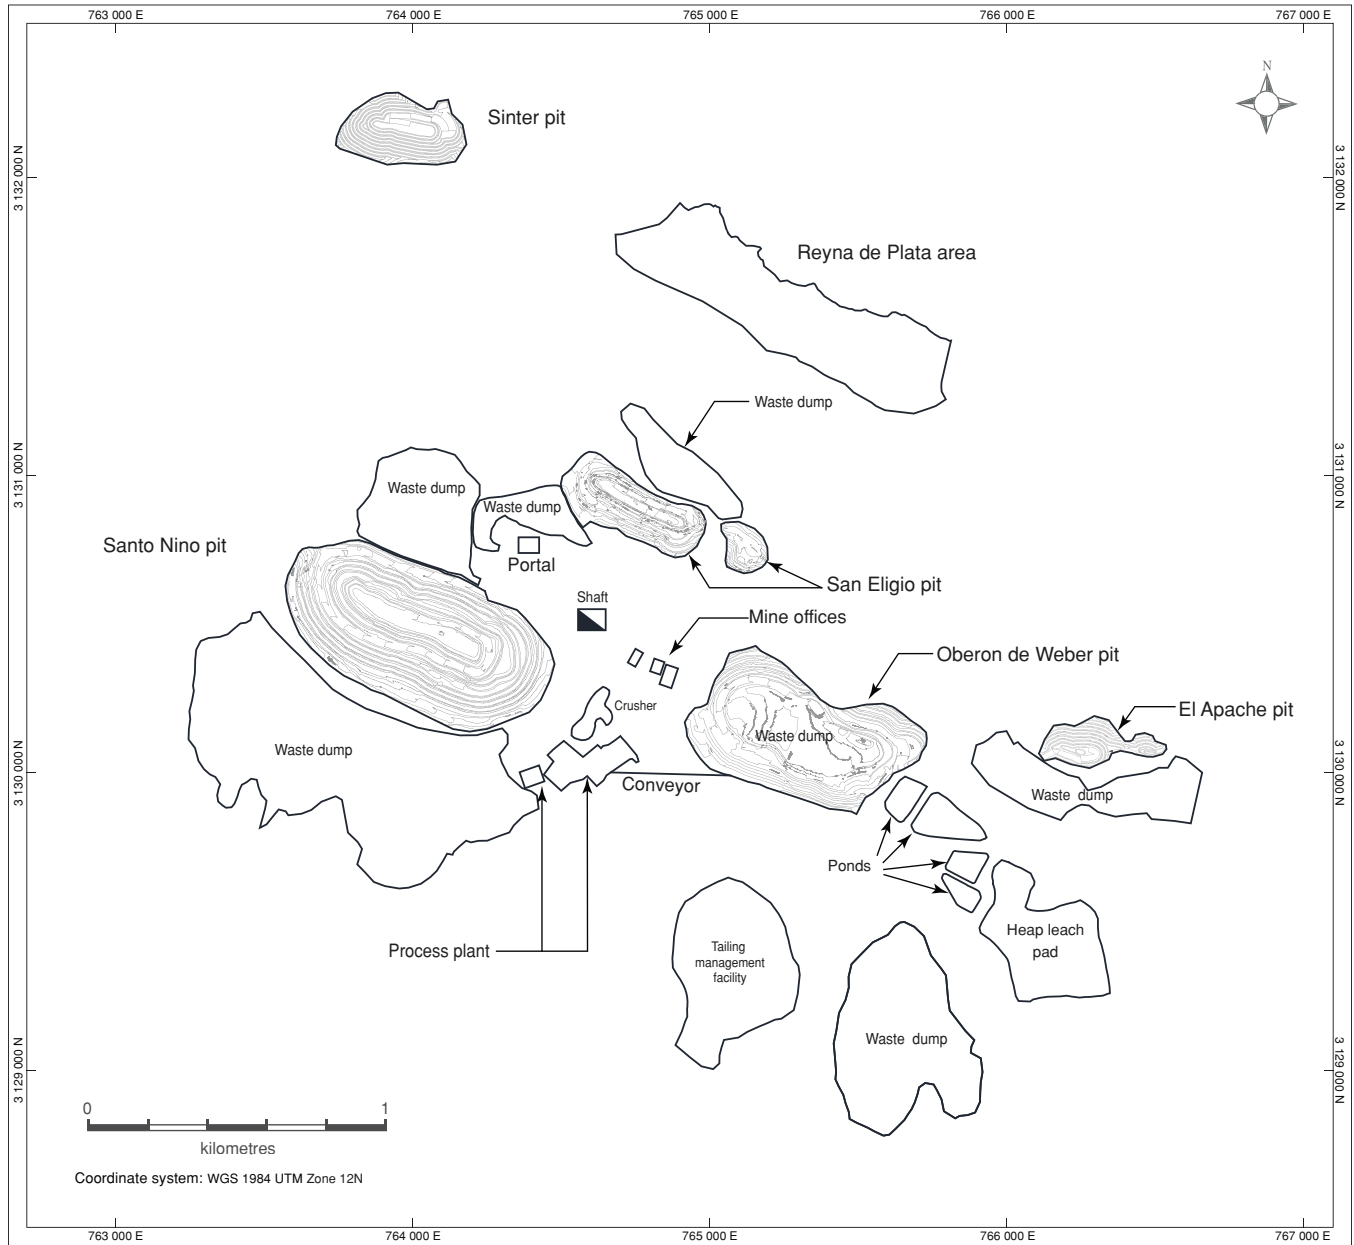 763 000 E
764 000 E
765 000 E
766 000 E
767 000 E
N
Sinter pit
3 132 000 N
3 132 000 N
Reyna de Plata area
Waste dump
3 131 000 N
3 131 000 N
Waste dump
Waste dump
Santo Nino pit
Portal
San Eligio pit
Shaft
Mine offices
Oberon de Weber pit
Crusher
El Apache pit
Waste dump
Waste dump
3 130 000 N
3 130 000 N
Conveyor
Waste dump
Ponds
Process plant
Heap leach
pad
Tailing
management
facility
Waste dump
3 129 000 N
3 129 000 N
0
1
kilometres
Coordinate system: WGS 1984 UTM Zone 12N
763 000 E
764 000 E
765 000 E
766 000 E
767 000 E